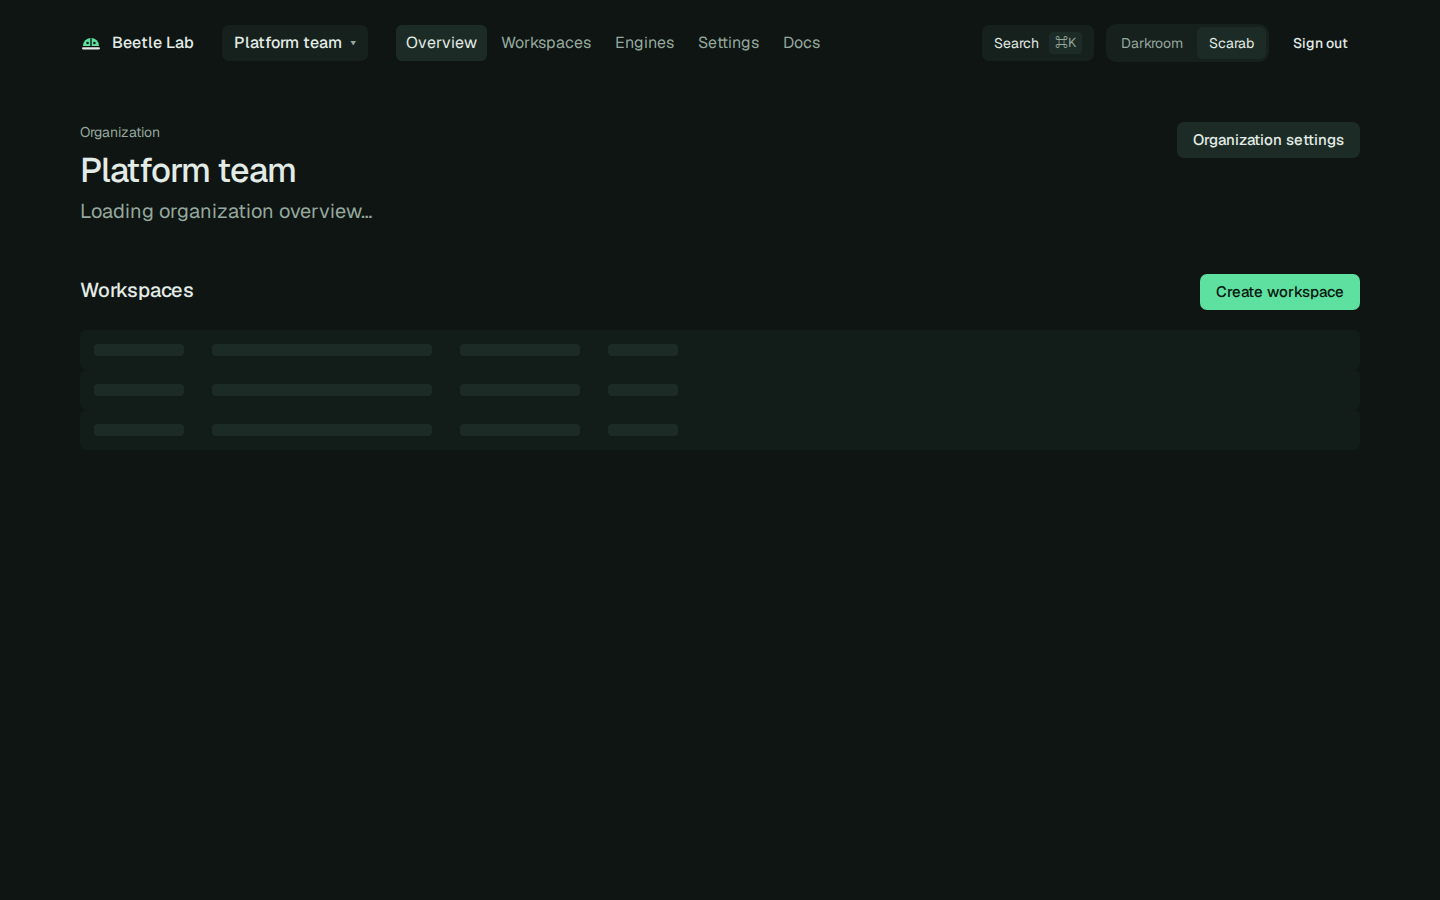 Beetle Lab Platform team Overview Workspaces Engines Settings Docs Search ⌘K Darkroom Scarab Sign out
Organization
Organization settings
Platform team
Loading organization overview…
Workspaces Create workspace